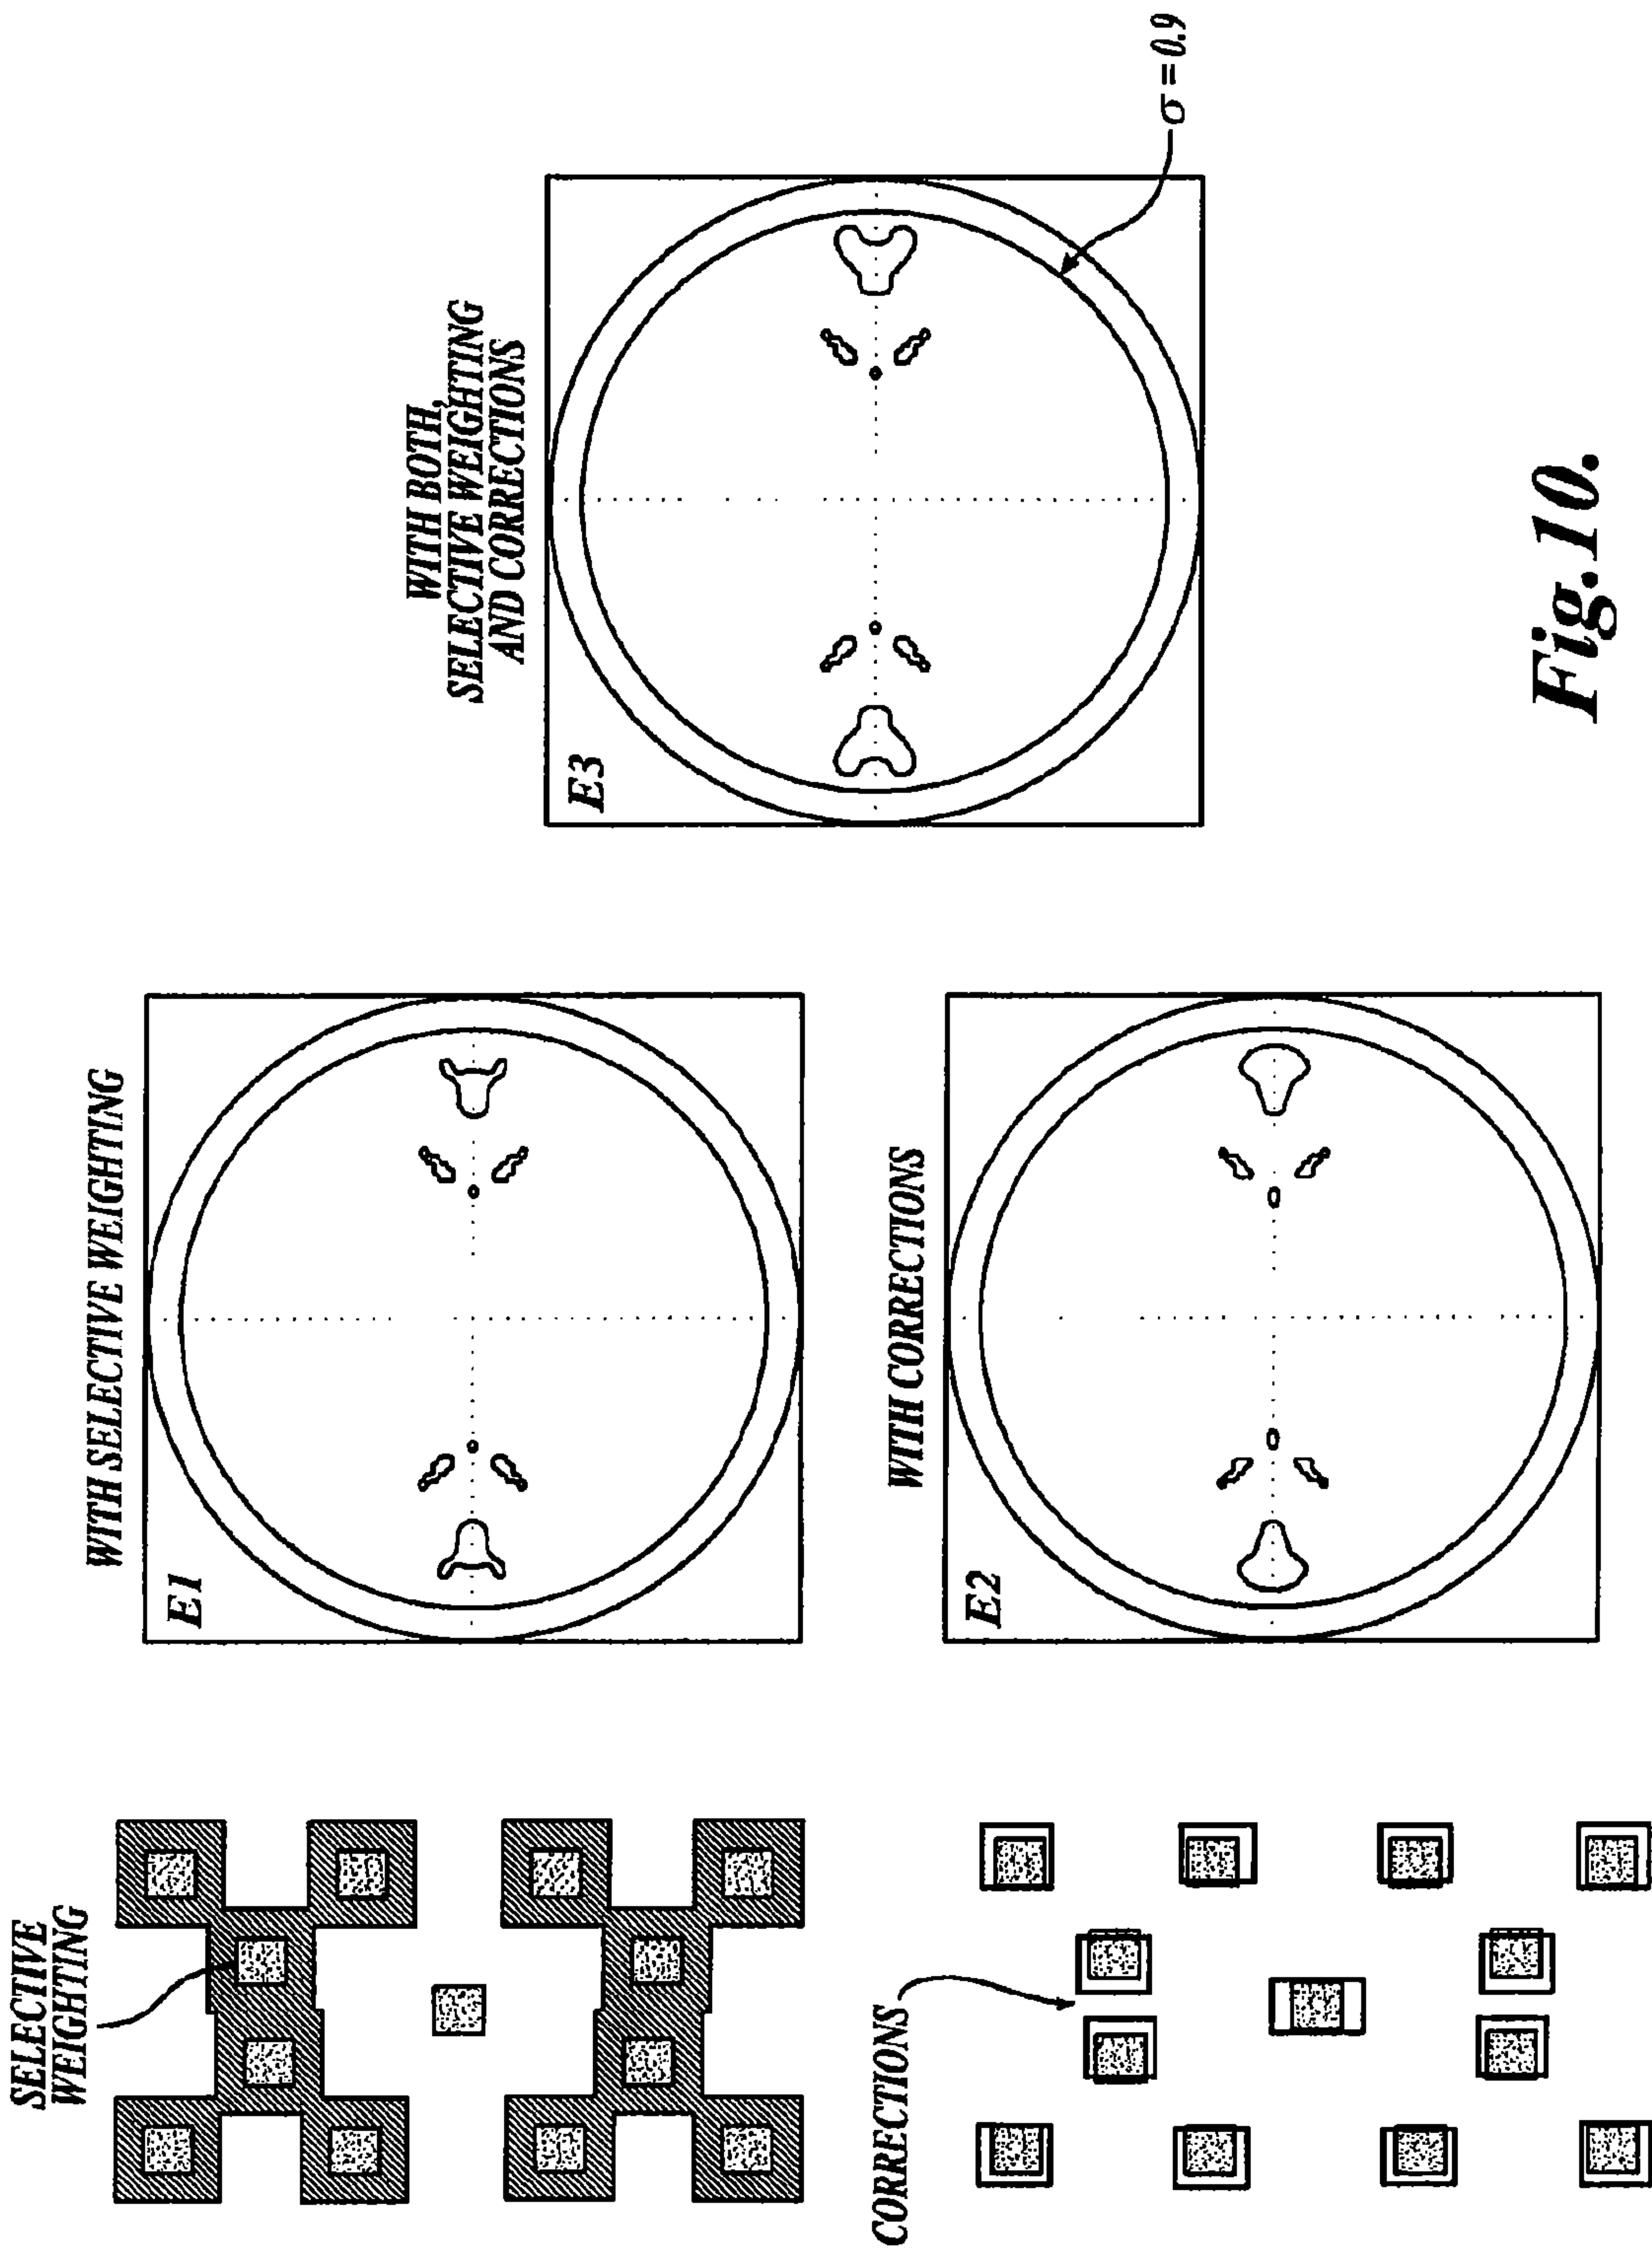 SELECTIVE
WEIGHTING
WITH SELECTIVE WEIGHTING
E1
CORRECTIONS
WITH CORRECTIONS
E2
WITH BOTH,
SELECTIVE WEIGHTING
AND CORRECTIONS
E3
σ = 0.9
Fig.10.